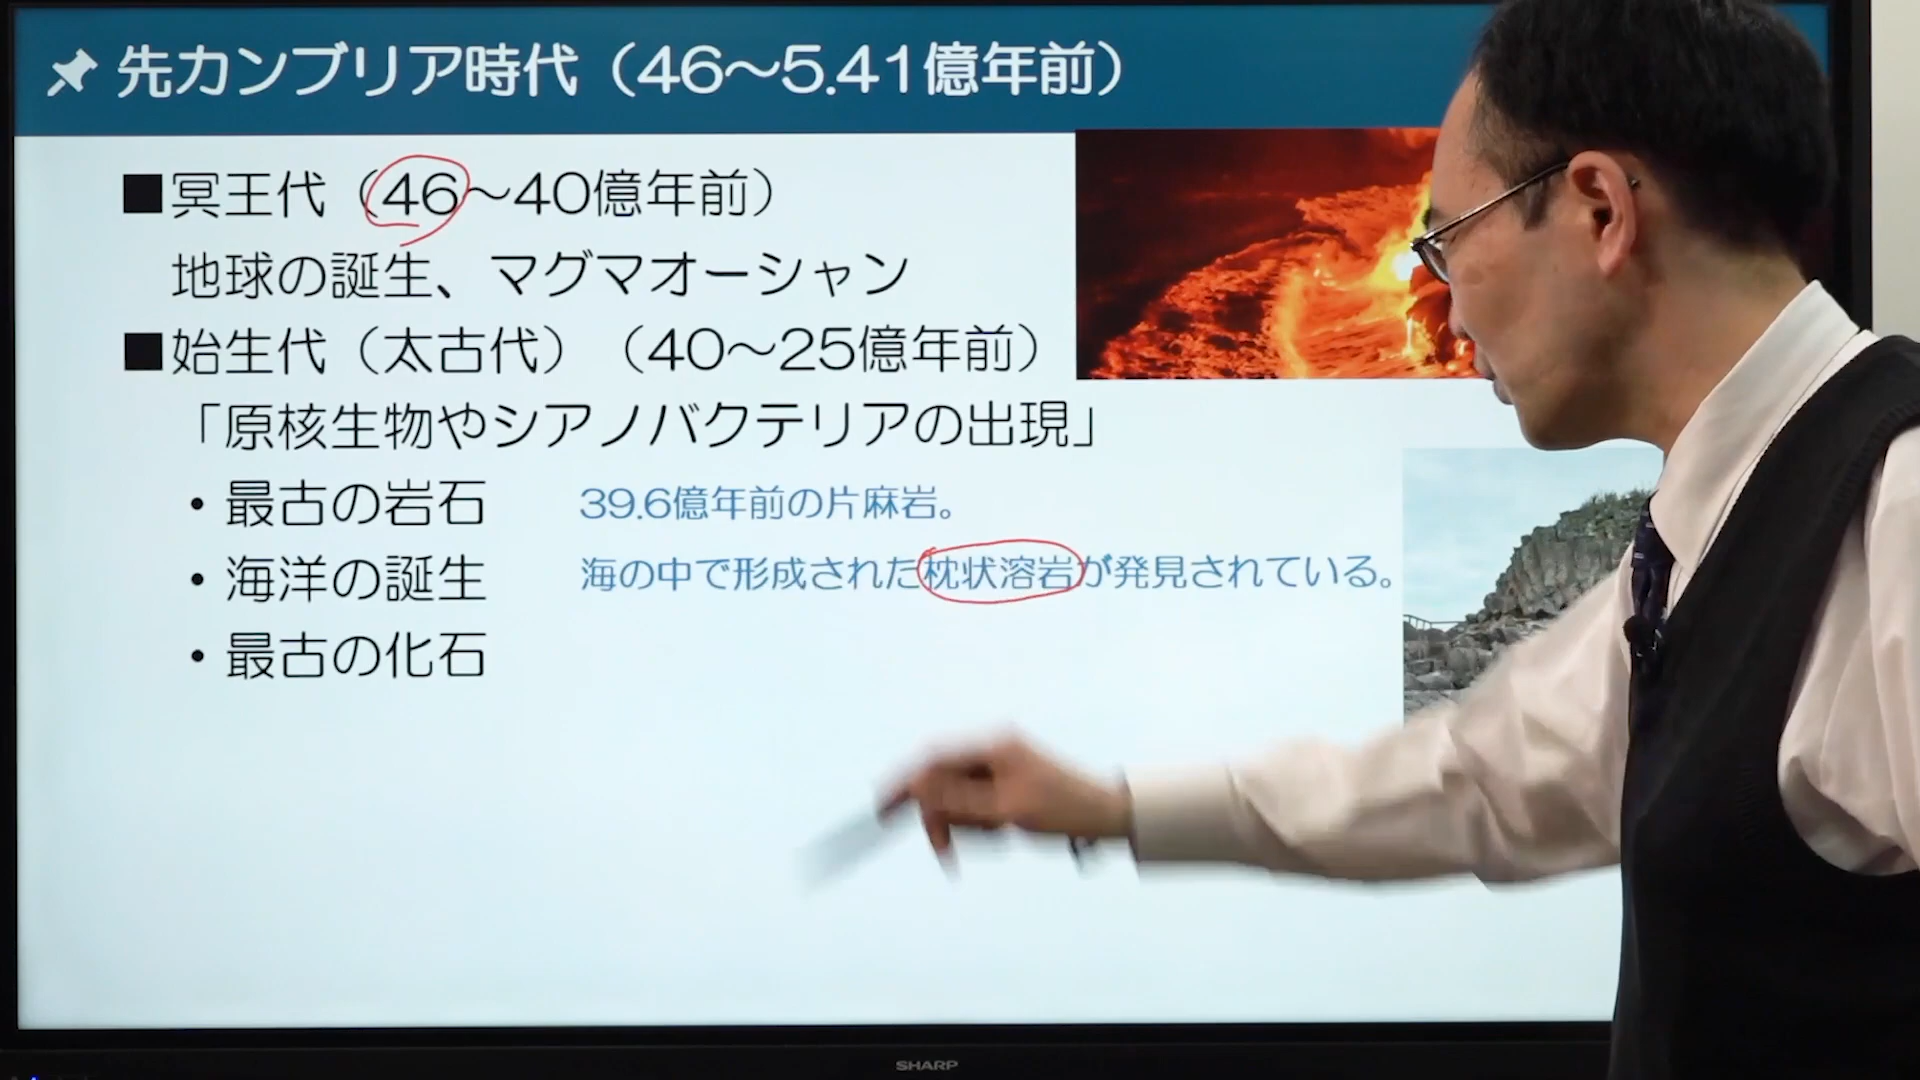 先カンブリア時代（46～5.41億年前）
■冥王代（46～40億年前）
地球の誕生、マグマオーシャン
■始生代（太古代）（40～25億年前）
「原核生物やシアノバクテリアの出現」
・最古の岩石 39.6億年前の片麻岩。
・海洋の誕生 海の中で形成された枕状溶岩が発見されている。
・最古の化石
SHARP